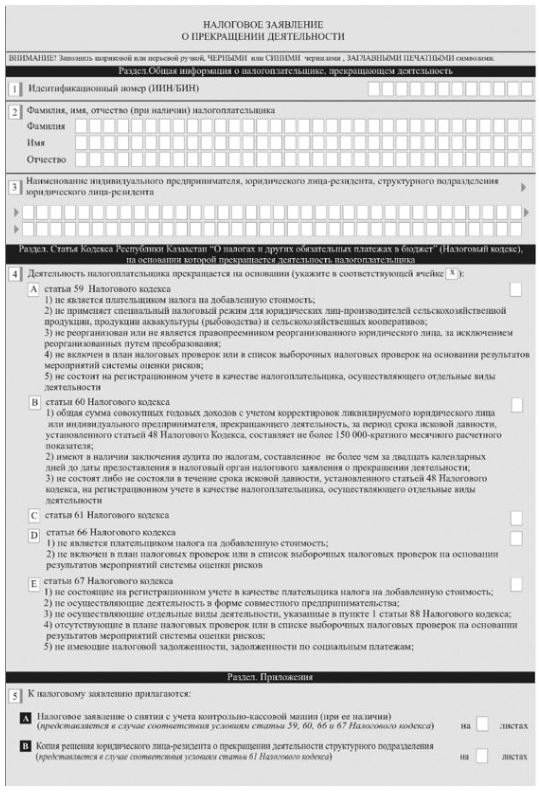 НАЛОГОВОЕ ЗАЯВЛЕНИЕ
О ПРЕКРАЩЕНИИ ДЕЯТЕЛЬНОСТИ
ВНИМАНИЕ! Заполнять шариковой или перьевой ручкой, ЧЕРНЫМИ или СИНИМИ чернилами , ЗАГЛАВНЫМИ ПЕЧАТНЫМИ символами.
Раздел.Общая информация о налогоплательщике, прекращающем деятельность
1 Идентификационный номер (ИИН/БИН)
2 Фамилия, имя, отчество (при наличии) налогоплательщика
Фамилия
Имя
Отчество
3 Наименование индивидуального предпринимателя, юридического лица-резидента, структурного подразделения
юридического лица-резидента
Раздел. Статья Кодекса Республики Казахстан "О налогах и других обязательных платежах в бюджет" (Налоговый кодекс),
на основании которой прекращается деятельность налогоплательщика
4 Деятельность налогоплательщика прекращается на основании (укажите в соответствующей ячейке X ):
A статьи 59 Налогового кодекса
1) не является плательщиком налога на добавленную стоимость;
2) не применяет специальный налоговый режим для юридических лиц-производителей сельскохозяйственной
продукции, продукции аквакультуры (рыбоводства) и сельскохозяйственных кооперативов;
3) не реорганизован или не является правопреемником реорганизованного юридического лица, за исключением
реорганизованных путем преобразования;
4) не включен в план налоговых проверок или в список выборочных налоговых проверок на основании результатов
мероприятий системы оценки рисков;
5) не состоит на регистрационном учете в качестве налогоплательщика, осуществляющего отдельные виды
деятельности
B статьи 60 Налогового кодекса
1) общая сумма совокупных годовых доходов с учетом корректировок ликвидируемого юридического лица
или индивидуального предпринимателя, прекращающего деятельность, за период срока исковой давности,
установленного статьей 48 Налогового Кодекса, составляет не более 150 000-кратного месячного расчетного
показателя;
2) имеют в наличии заключения аудита по налогам, составленное не более чем за двадцать календарных
дней до даты предоставления в налоговый орган налогового заявления о прекращении деятельности;
3) не состоят либо не состояли в течение срока исковой давности, установленного статьей 48 Налогового
кодекса, на регистрационном учете в качестве налогоплательщика, осуществляющего отдельные виды
деятельности
C статьи 61 Налогового кодекса
D статьи 66 Налогового кодекса
1) не является плательщиком налога на добавленную стоимость;
2) не включен в план налоговых проверок или в список выборочных налоговых проверок на основании
результатов мероприятий системы оценки рисков
E статьи 67 Налогового кодекса
1) не состоящие на регистрационном учете в качестве плательщика налога на добавленную стоимость;
2) не осуществляющие деятельность в форме совместного предпринимательства;
3) не осуществляющие отдельные виды деятельности, указанные в пункте 1 статьи 88 Налогового кодекса;
4) отсутствующие в плане налоговых проверок или в списке выборочных налоговых проверок на основании
результатов мероприятий системы оценки рисков;
5) не имеющие налоговой задолженности, задолженности по социальным платежам;
Раздел. Приложения
5 К налоговому заявлению прилагаются:
A Налоговое заявление о снятии с учета контрольно-кассовой машин (при ее наличии)
(представляется в случае соответствия условиям статьи 59, 60, 66 и 67 Налогового кодекса) на листах
B Копия решения юридического лица-резидента о прекращении деятельности структурного подразделения
(представляется в случае соответствия условиям статьи 61 Налогового кодекса) на листах